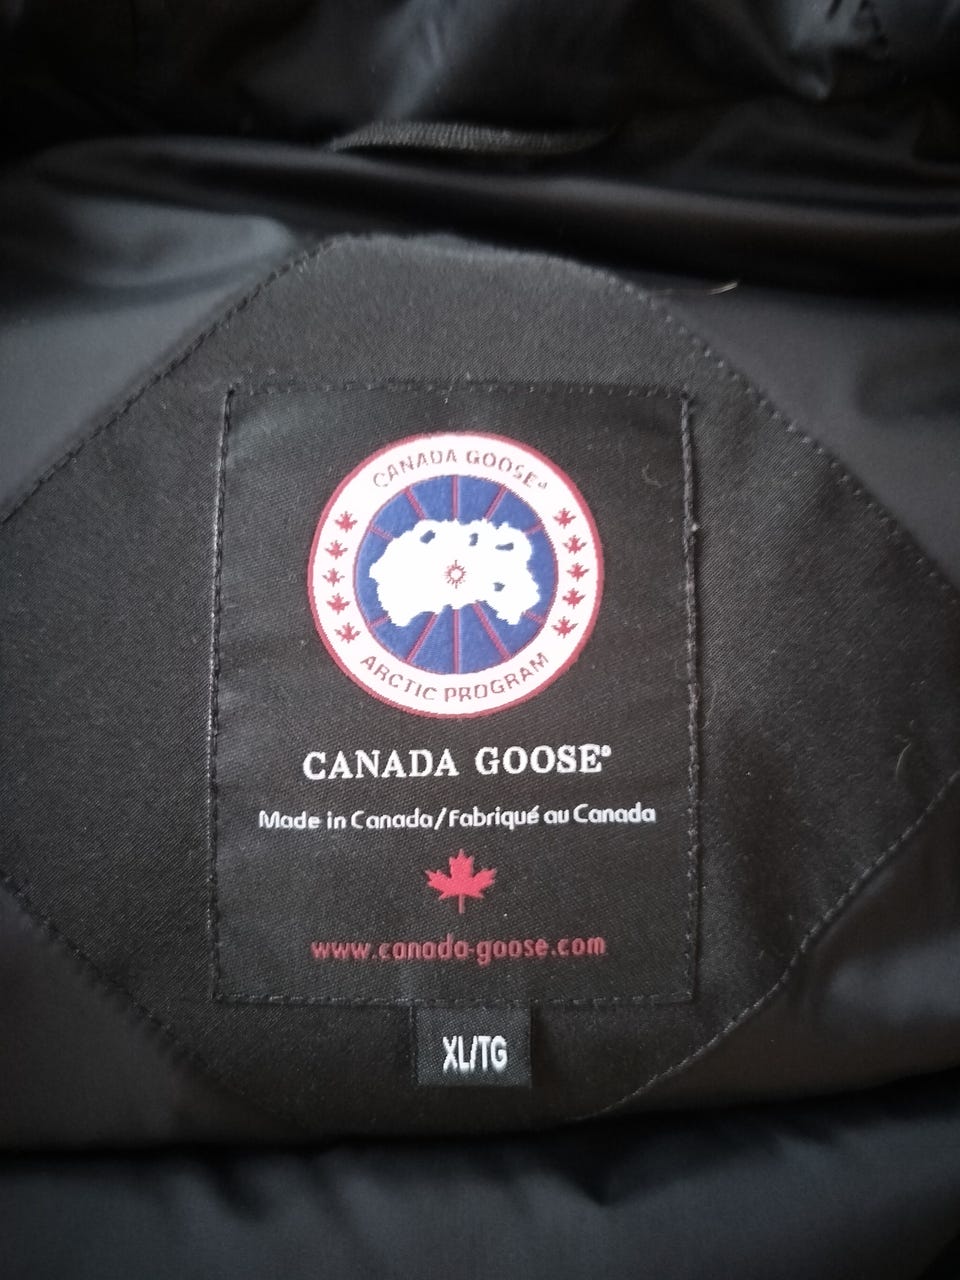 CANADA GOOSE®
ARCTIC PROGRAM
CANADA GOOSE®
Made in Canada/Fabriqué au Canada
www.canada-goose.com
XL/TG